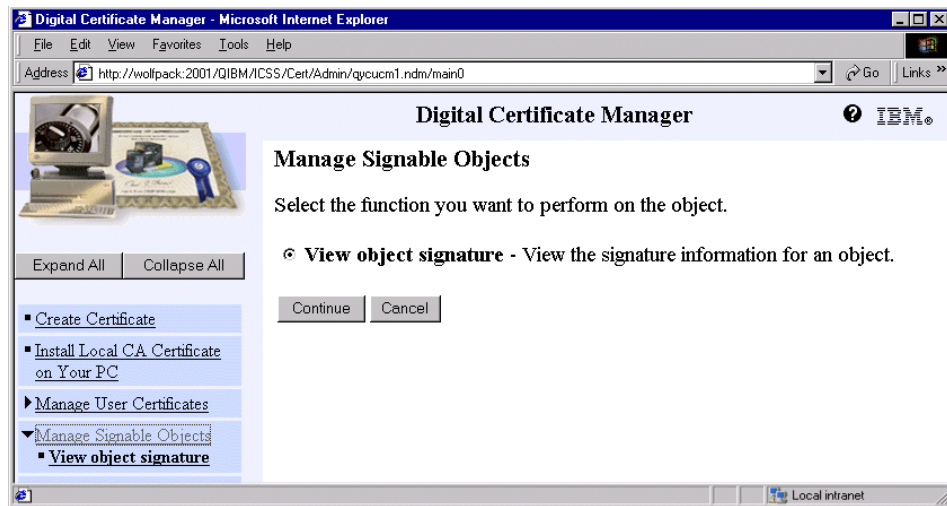 Digital Certificate Manager - Microsoft Internet Explorer
File Edit View Favorites Tools Help
Address http://wolfpack:2001/QIBM/ICSS/Cert/Admin/qycucm1.ndm/main0 Go Links »
Digital Certificate Manager ? IBM®
Manage Signable Objects
Select the function you want to perform on the object.
View object signature - View the signature information for an object.
Continue Cancel
Expand All Collapse All
Create Certificate
Install Local CA Certificate
on Your PC
Manage User Certificates
Manage Signable Objects
View object signature
Local intranet